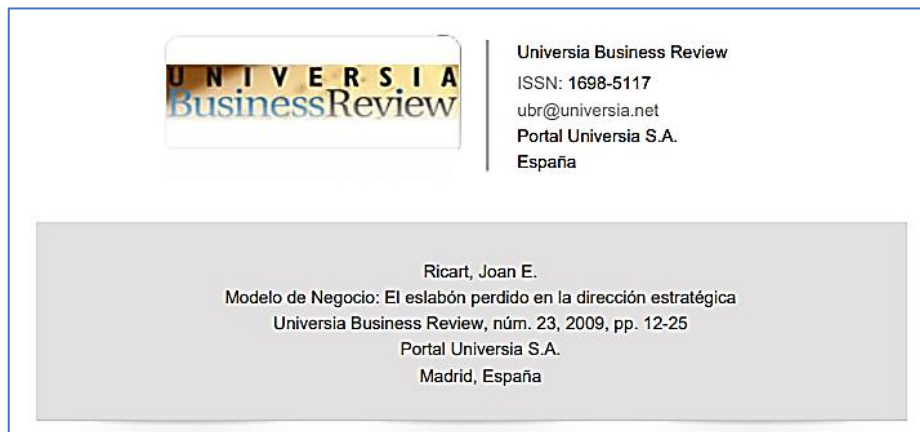 UNIVERSIA
BusinessReview
Universia Business Review
ISSN: 1698-5117
ubr@universia.net
Portal Universia S.A.
España
Ricart, Joan E.
Modelo de Negocio: El eslabón perdido en la dirección estratégica
Universia Business Review, núm. 23, 2009, pp. 12-25
Portal Universia S.A.
Madrid, España